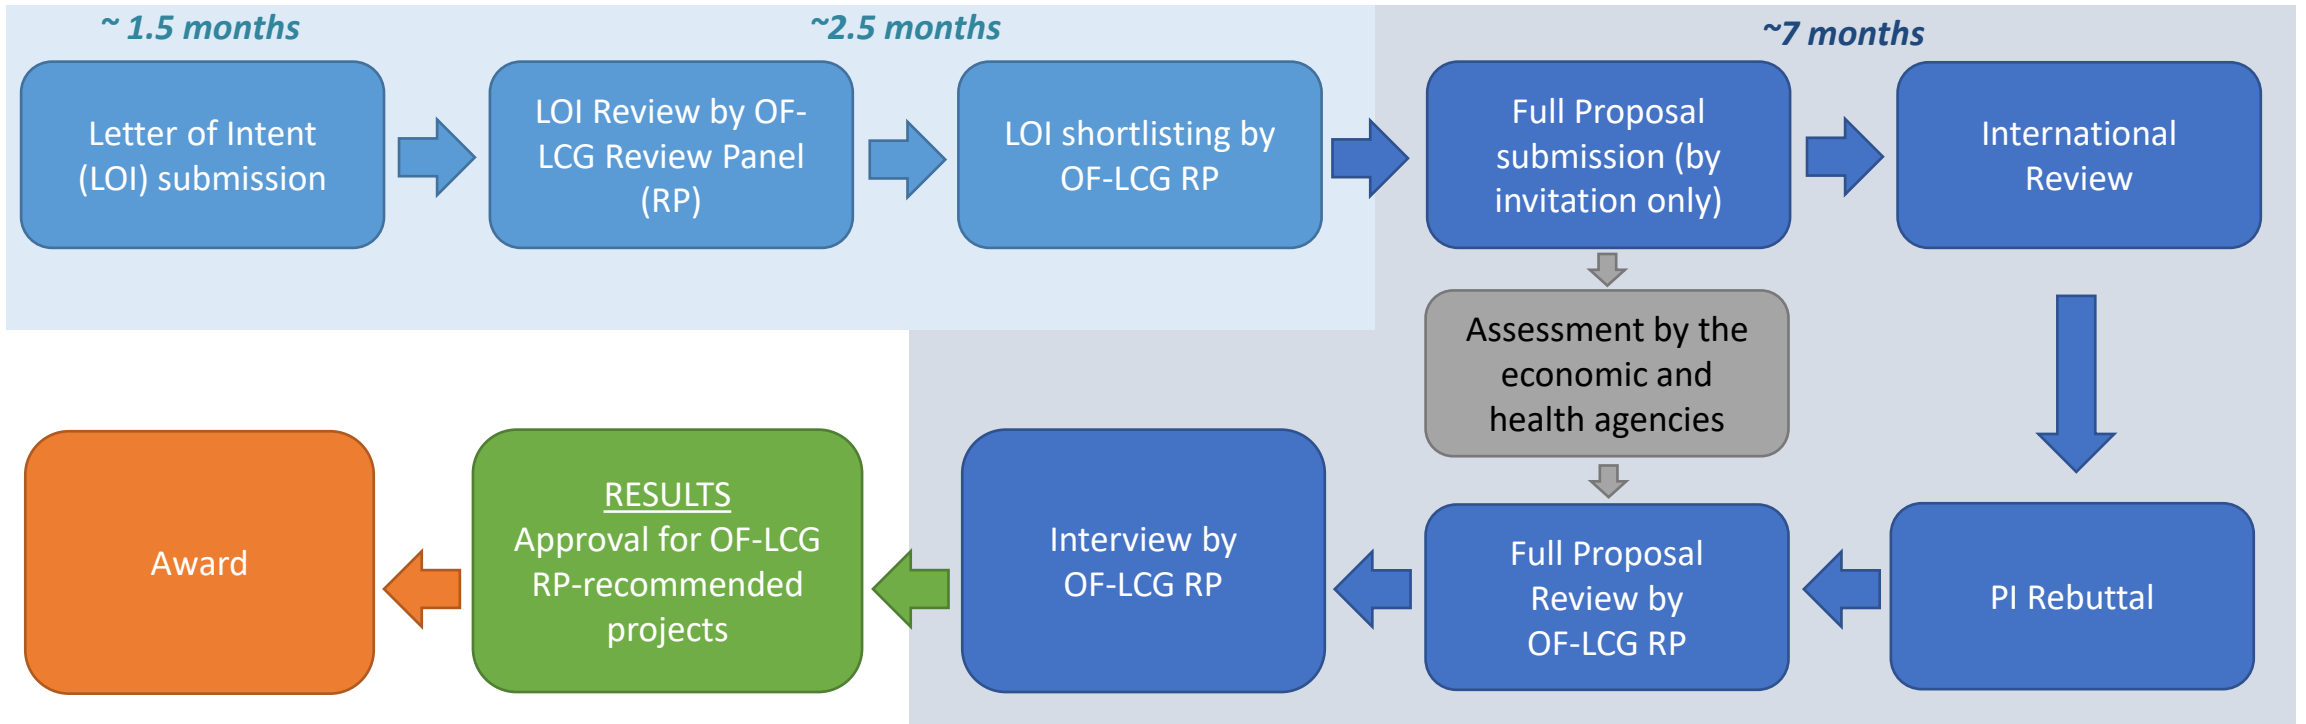 ~ 1.5 months
~2.5 months
~7 months
Letter of Intent
(LOI) submission
LOI Review by OF-
LCG Review Panel
(RP)
LOI shortlisting by
OF-LCG RP
Full Proposal
submission (by
invitation only)
International
Review
Assessment by the
economic and
health agencies
Award
RESULTS
Approval for OF-LCG
RP-recommended
projects
Interview by
OF-LCG RP
Full Proposal
Review by
OF-LCG RP
PI Rebuttal